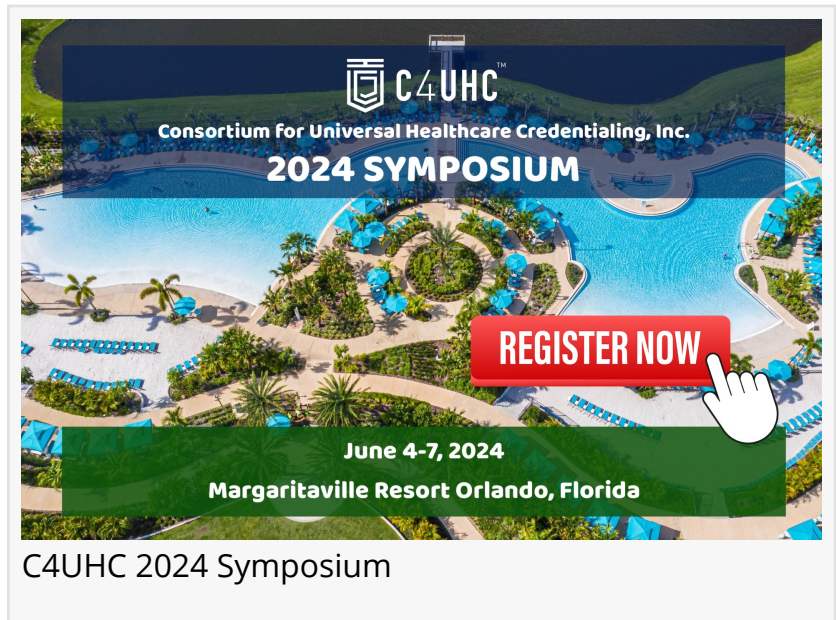 C4UHC™
Consortium for Universal Healthcare Credentialing, Inc.
2024 SYMPOSIUM
REGISTER NOW
June 4-7, 2024
Margaritaville Resort Orlando, Florida
C4UHC 2024 Symposium